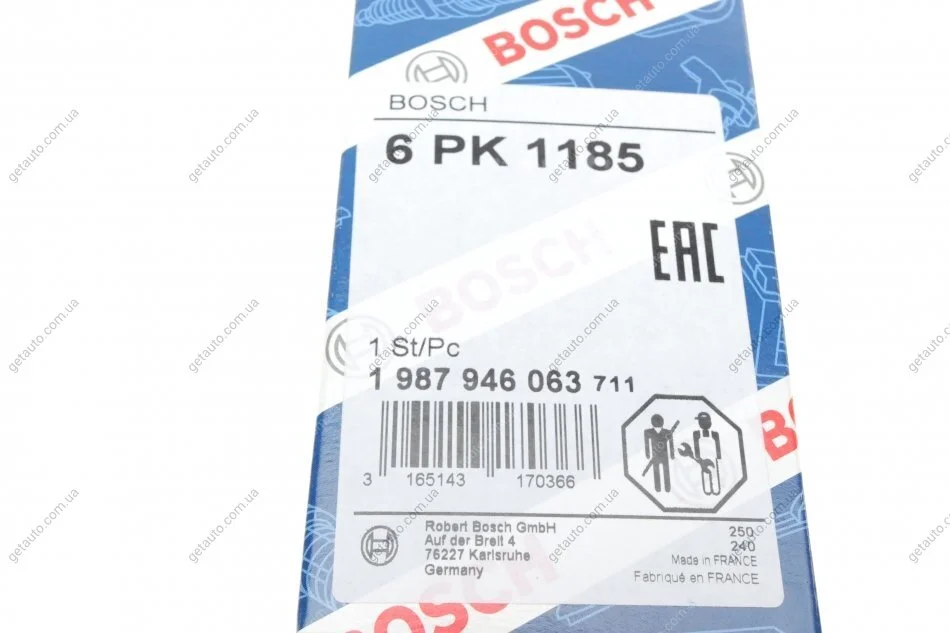 BOSCH
BOSCH
6 PK 1185
EAC
BOSCH
1 St/Pc
1 987 946 063 711
3 165143 170366
Robert Bosch GmbH
Auf der Breit 4
76227 Karlsruhe
Germany
250
240
Made in FRANCE
Fabriqué en FRANCE
BOSCH
getauto.com.ua